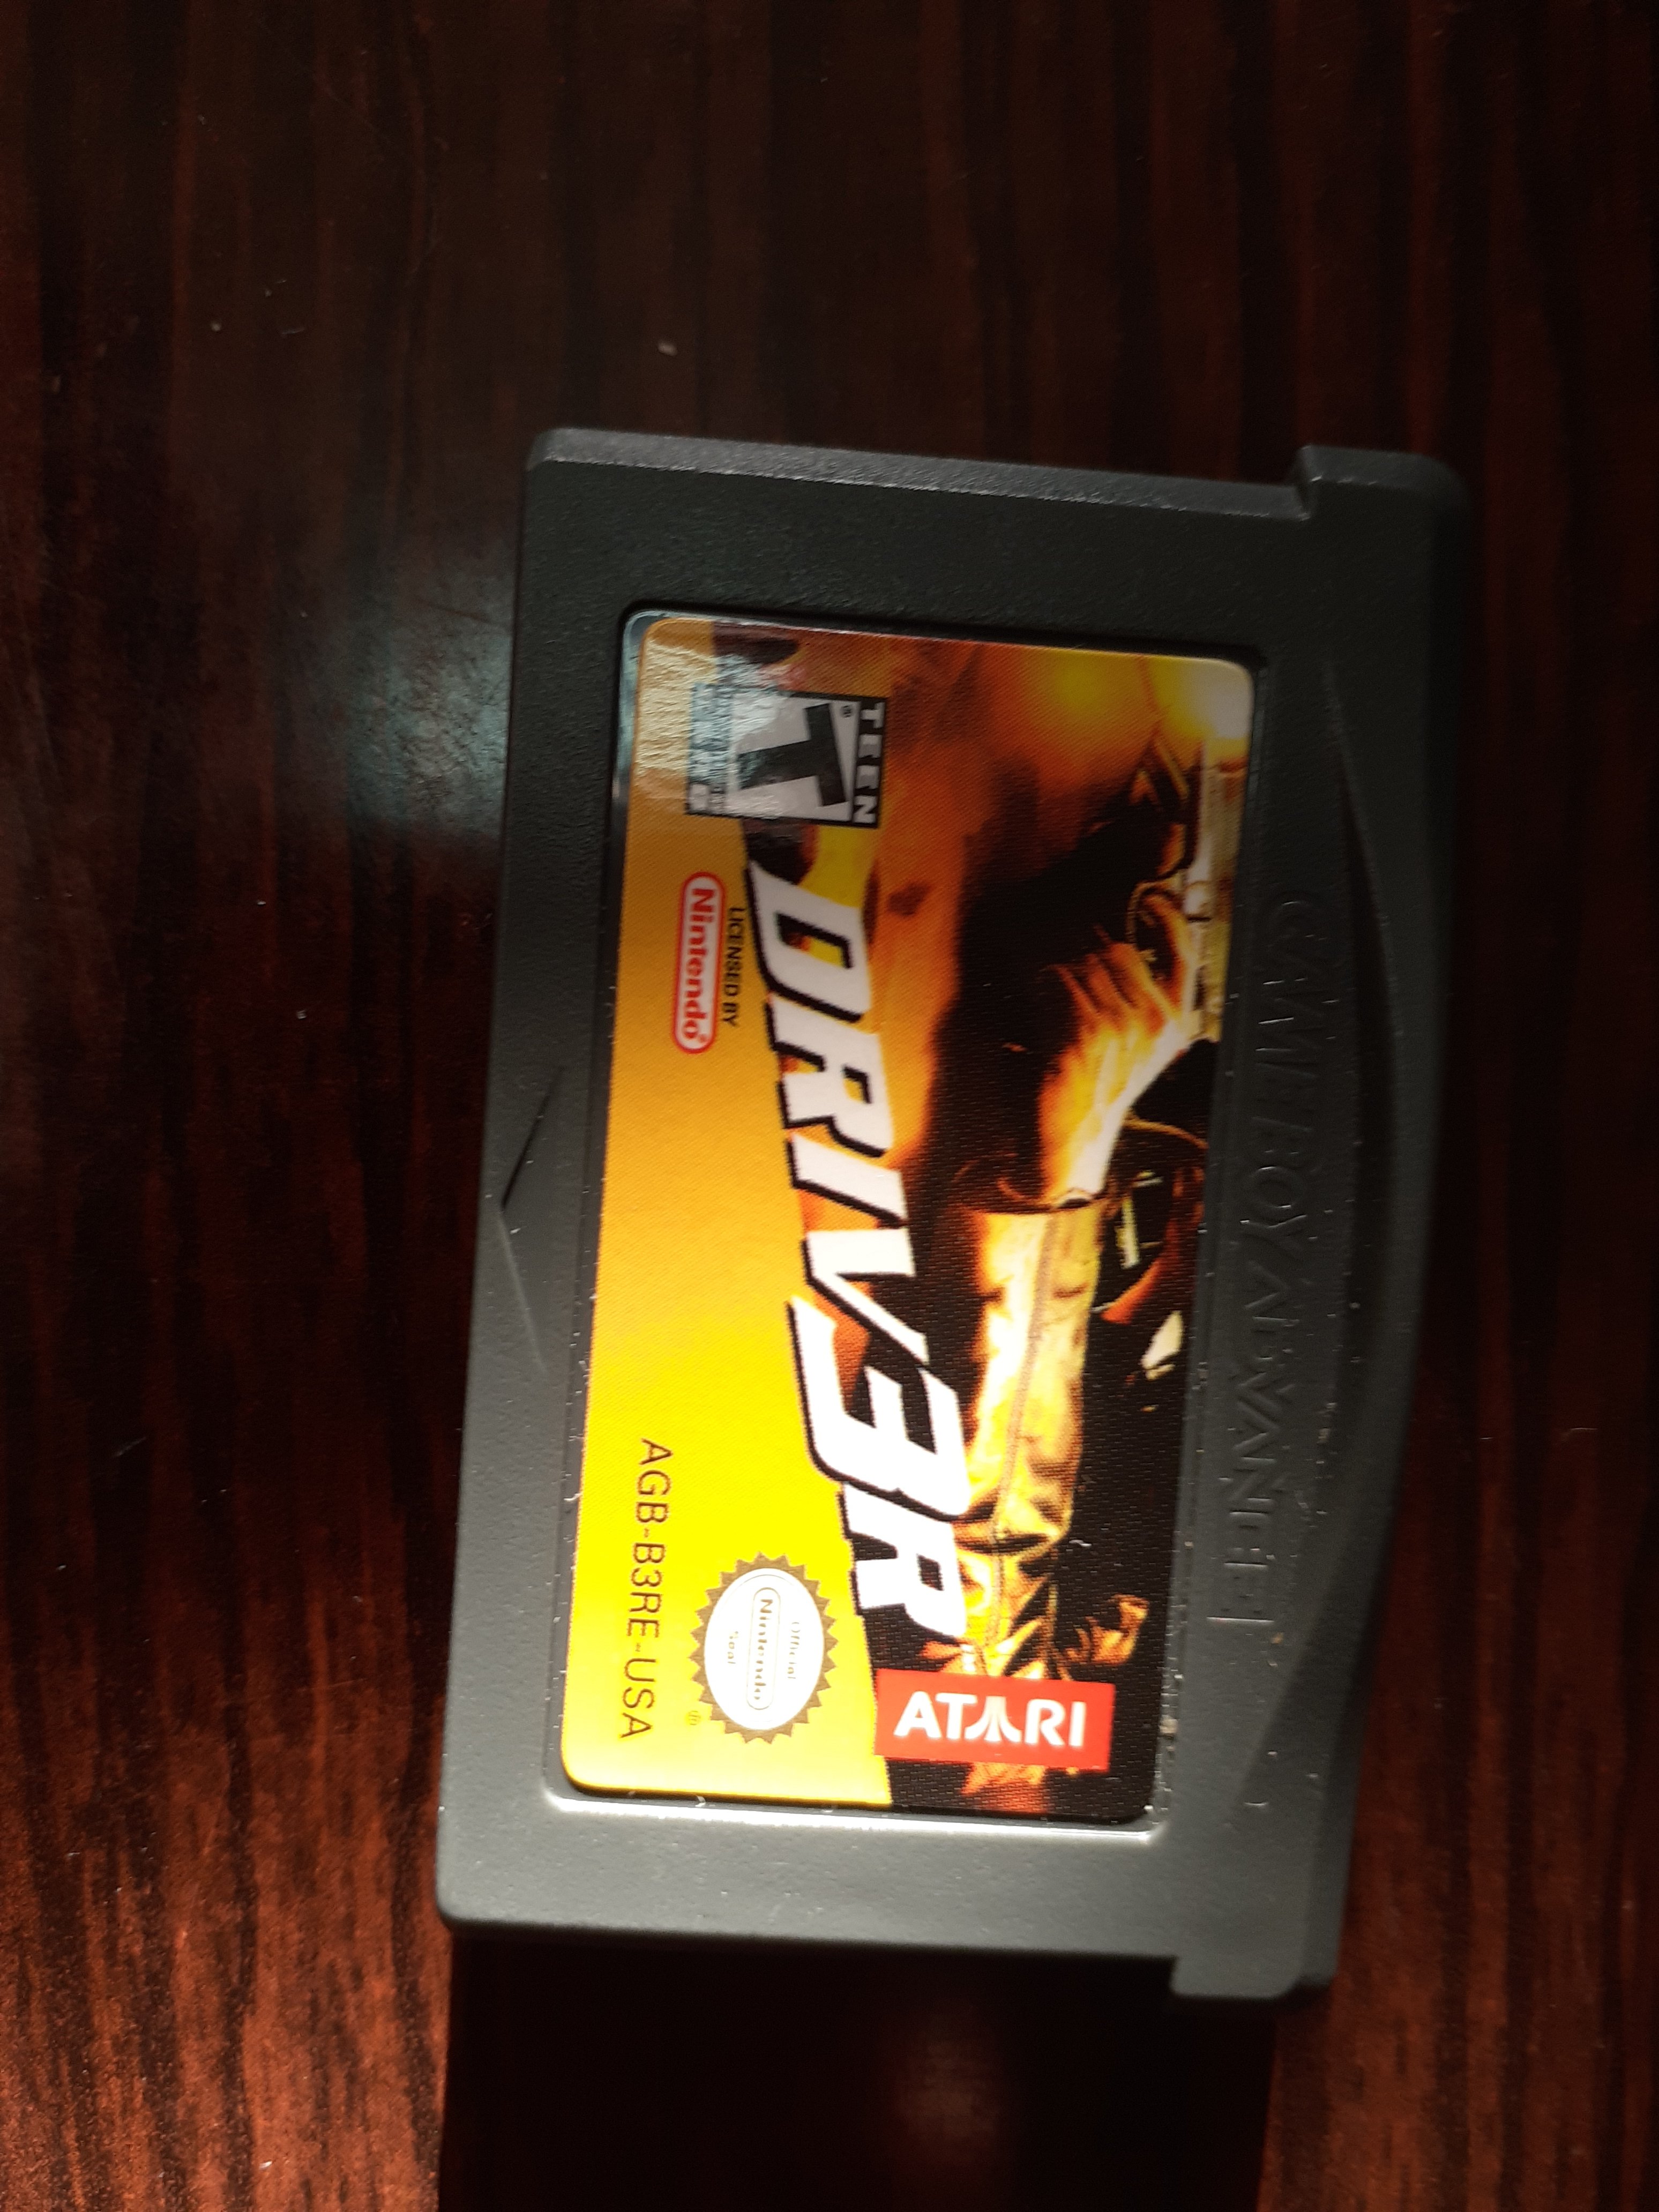 GAME BOY ADVANCE
DRIV3R
ATARI
TEEN
T
LICENSED BY
Nintendo
Official
Nintendo
Seal
AGB-B3RE-USA